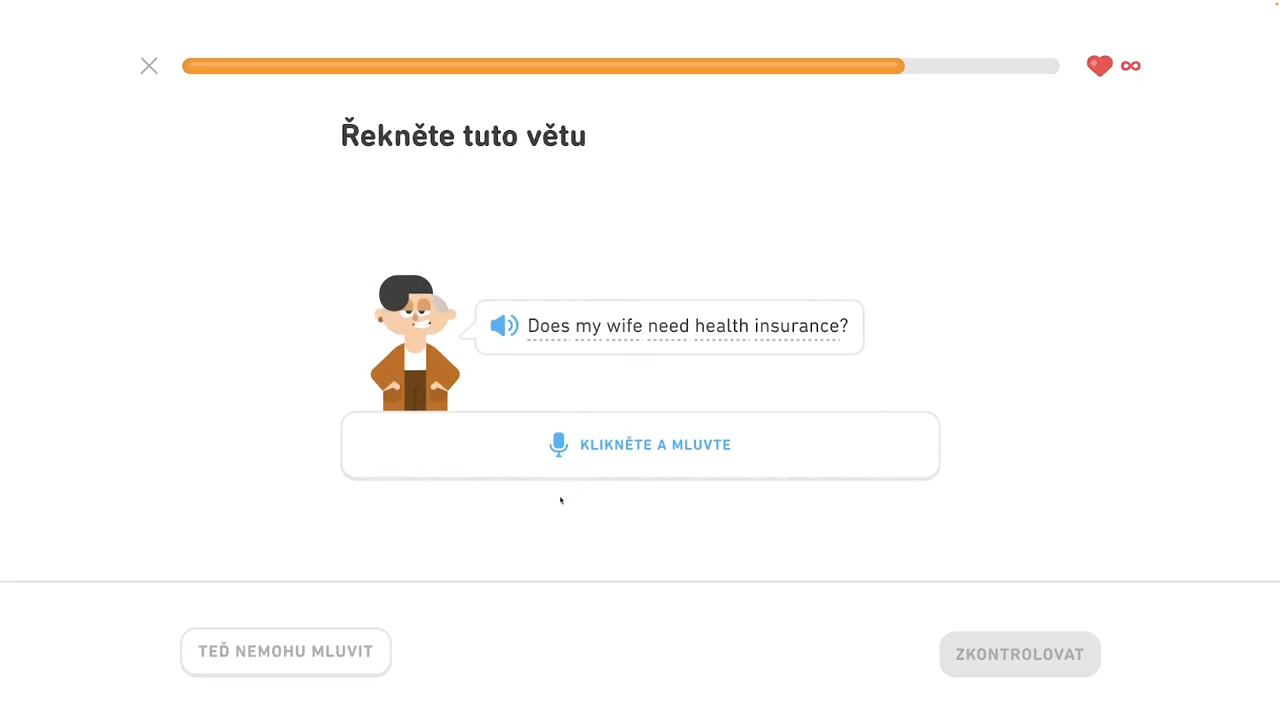 Řekněte tuto větu
Does my wife need health insurance?
KLIKNĚTE A MLUVTE
TEĎ NEMOHU MLUVIT
ZKONTROLOVAT